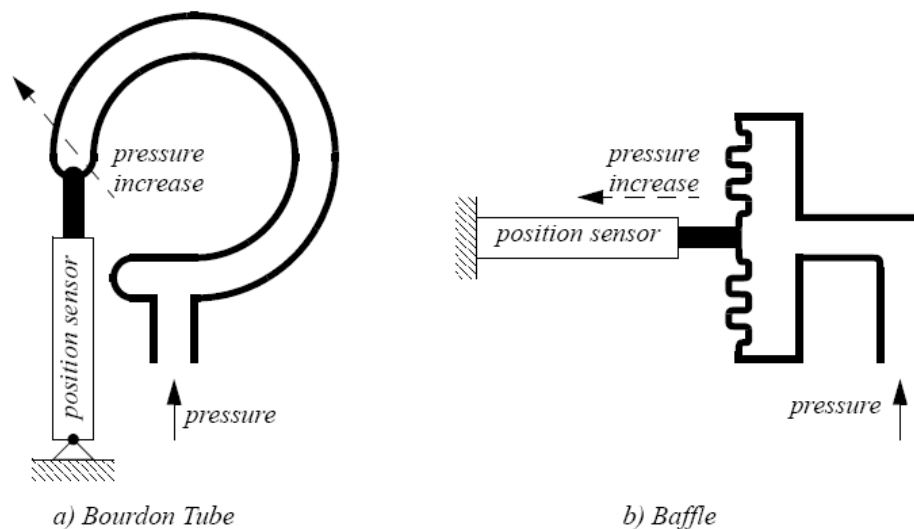 pressure
increase
position sensor
pressure
a) Bourdon Tube
pressure
increase
position sensor
pressure
b) Baffle